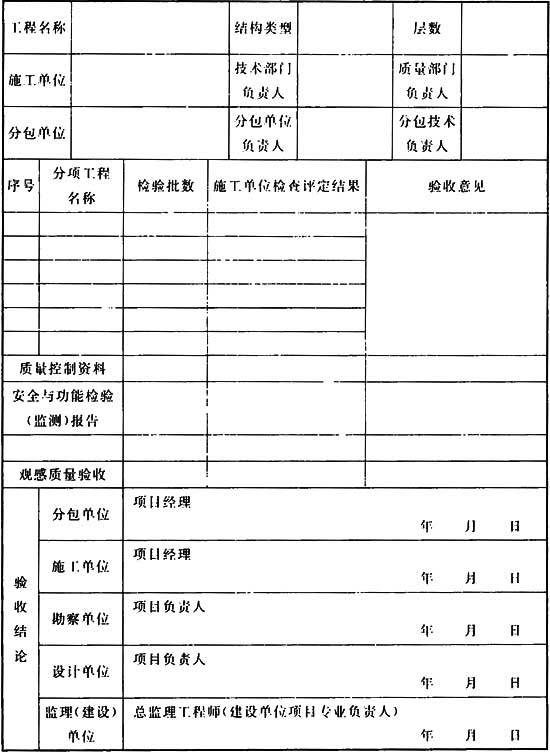 工程名称 结构类型 层数
施工单位 技术部门负责人 质量部门负责人
分包单位 分包单位负责人 分包技术负责人
序号 分项工程名称 检验批数 施工单位检查评定结果 验收意见
质量控制资料
安全与功能检验
(监测)报告
观感质量验收
验收结论
分包单位 项目经理
年 月 日
施工单位 项目经理
年 月 日
勘察单位 项目负责人
年 月 日
设计单位 项目负责人
年 月 日
监理(建设)单位 总监理工程师(建设单位项目专业负责人)
年 月 日